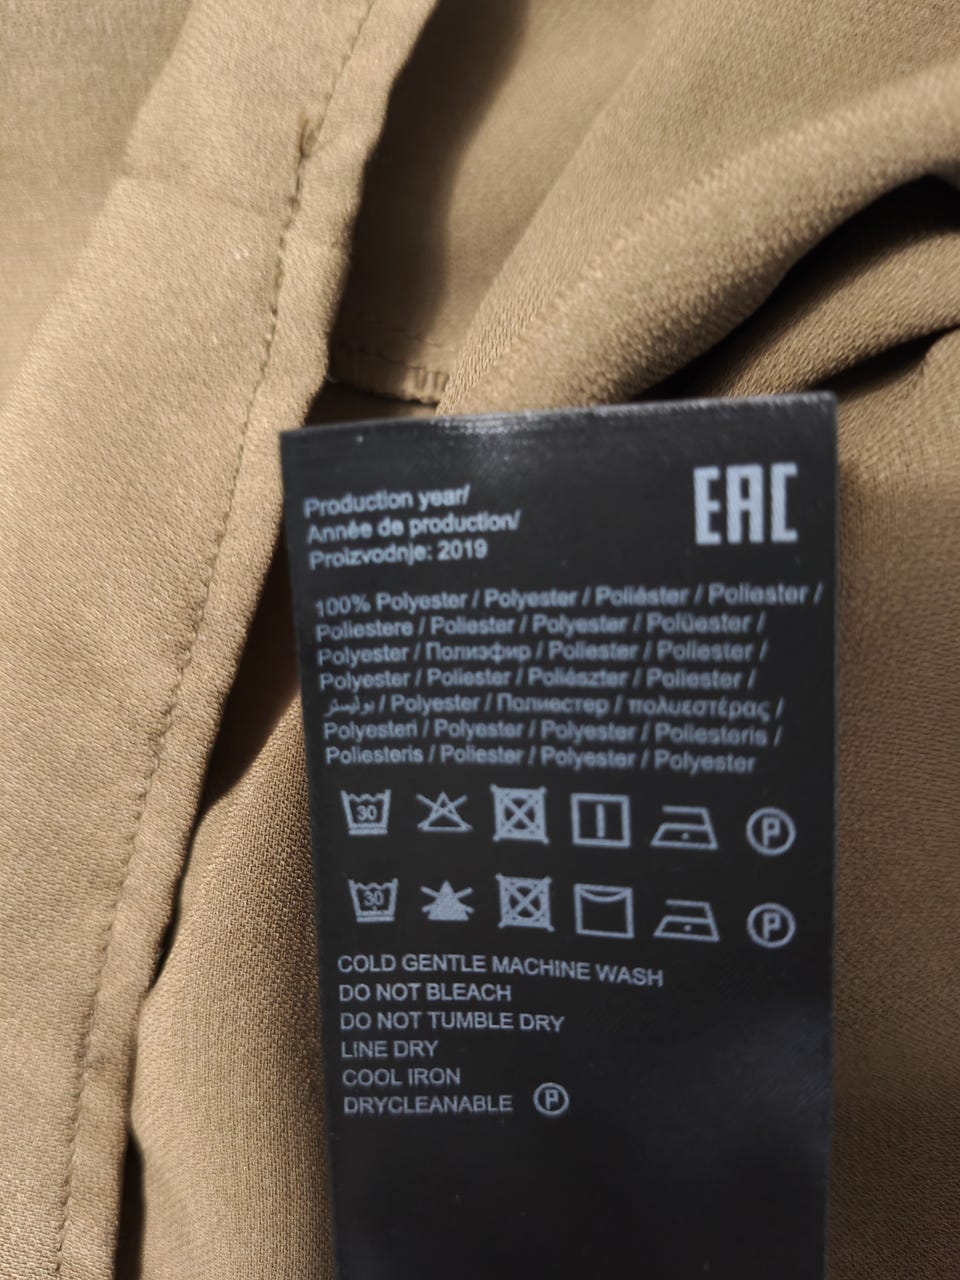 Production year/
Année de production/
Proizvodnje: 2019
EAC
100% Polyester / Polyester / Poliéster / Poliester /
Poliestere / Poliester / Polyester / Polüester /
Polyester / Полиэфир / Poliester / Poliester /
Polyester / Poliester / Poliészter / Poliester /
بوليستر / Polyester / Полиестер / πολυεστέρας /
Polyesteri / Polyester / Polyester / Poliesteris /
Poliesteris / Poliester / Polyester / Polyester
30 P
30 P
COLD GENTLE MACHINE WASH
DO NOT BLEACH
DO NOT TUMBLE DRY
LINE DRY
COOL IRON
DRYCLEANABLE P